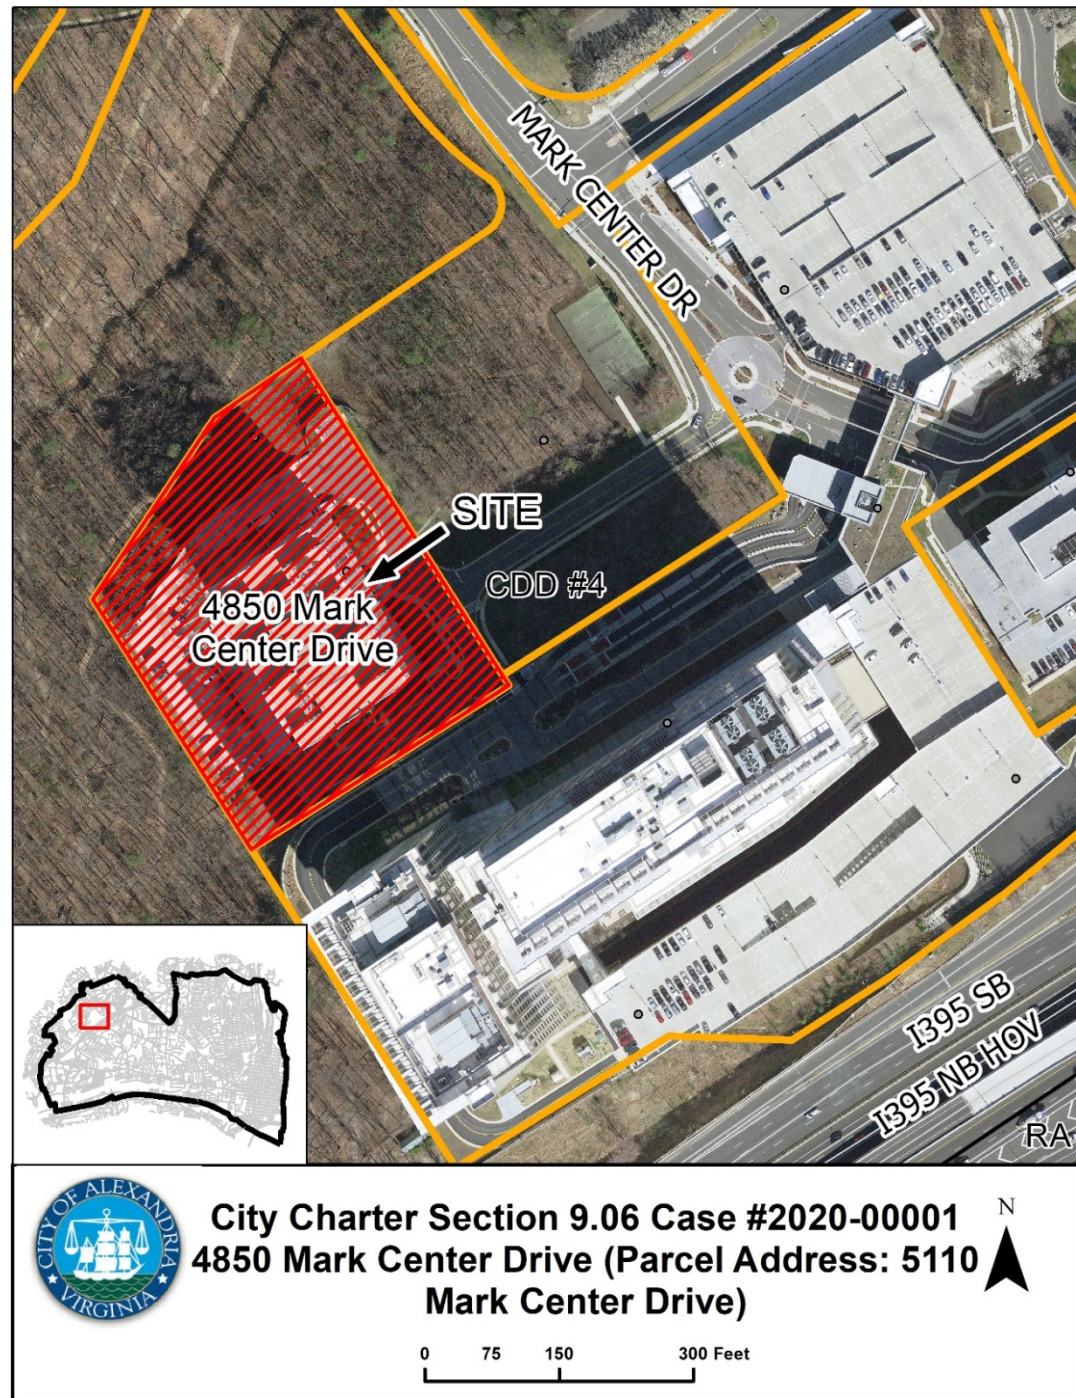 MARK CENTER DR
SITE
CDD #4
4850 Mark
Center Drive
I395 SB
I395 NB HOV
RA
CITY OF ALEXANDRIA
VIRGINIA
City Charter Section 9.06 Case #2020-00001
4850 Mark Center Drive (Parcel Address: 5110
Mark Center Drive)
N
0 75 150 300 Feet